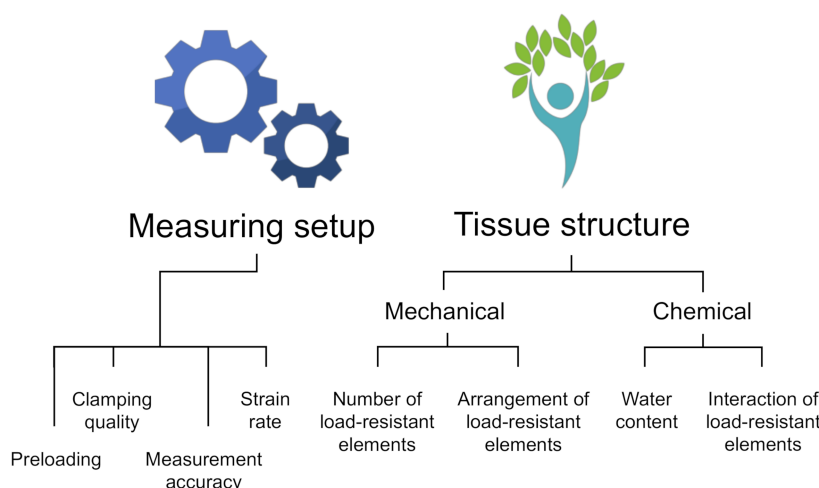 Measuring setup
Tissue structure
Mechanical
Chemical
Clamping
quality
Strain
rate
Preloading
Measurement
accuracy
Number of
load-resistant
elements
Arrangement of
load-resistant
elements
Water
content
Interaction of
load-resistant
elements